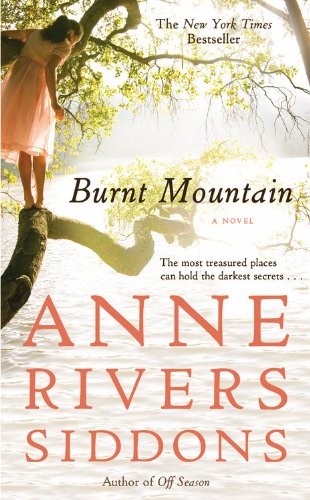 The New York Times
Bestseller
Burnt Mountain
A NOVEL
The most treasured places
can hold the darkest secrets . . .
ANNE
RIVERS
SIDDONS
Author of Off Season